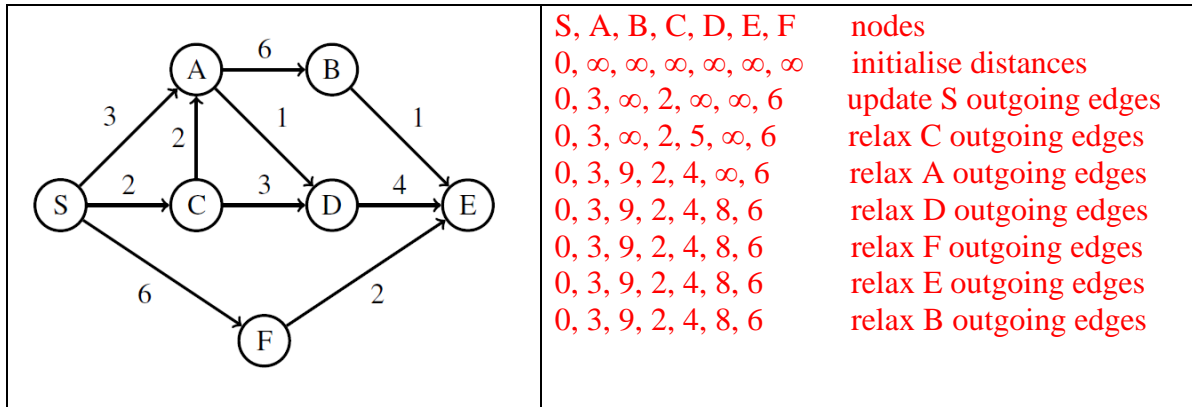 6
A B
3 1 1
2
2 3 4
S C D E
6 2
F
S, A, B, C, D, E, F nodes
0, ∞, ∞, ∞, ∞, ∞, ∞ initialise distances
0, 3, ∞, 2, ∞, ∞, 6 update S outgoing edges
0, 3, ∞, 2, 5, ∞, 6 relax C outgoing edges
0, 3, 9, 2, 4, ∞, 6 relax A outgoing edges
0, 3, 9, 2, 4, 8, 6 relax D outgoing edges
0, 3, 9, 2, 4, 8, 6 relax F outgoing edges
0, 3, 9, 2, 4, 8, 6 relax E outgoing edges
0, 3, 9, 2, 4, 8, 6 relax B outgoing edges